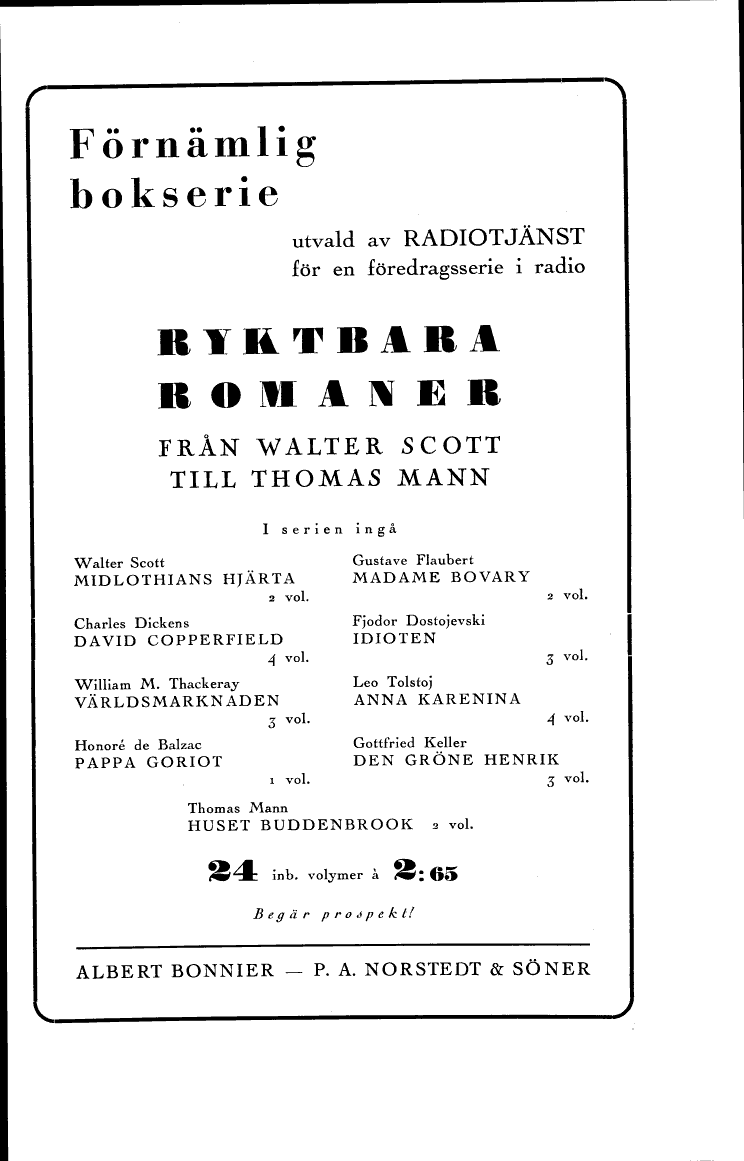 Förnämlig
bokserie
utvald av RADIOTJÄNST
för en föredragsserie i radio
RYKTBARA
ROMANER
FRÅN WALTER SCOTT
TILL THOMAS MANN
I serien ingå
Walter Scott
MIDLOTHIANS HJÄRTA
2 vol.
Charles Dickens
DAVID COPPERFIELD
4 vol.
William M. Thackeray
VÄRLDSMARKNADEN
3 vol.
Honoré de Balzac
PAPPA GORIOT
1 vol.
Gustave Flaubert
MADAME BOVARY
2 vol.
Fjodor Dostojevski
IDIOTEN
3 vol.
Leo Tolstoj
ANNA KARENINA
4 vol.
Gottfried Keller
DEN GRÖNE HENRIK
3 vol.
Thomas Mann
HUSET BUDDENBROOK 2 vol.
24 inb. volymer à 2:65
Begär prospekt!
ALBERT BONNIER — P. A. NORSTEDT & SÖNER